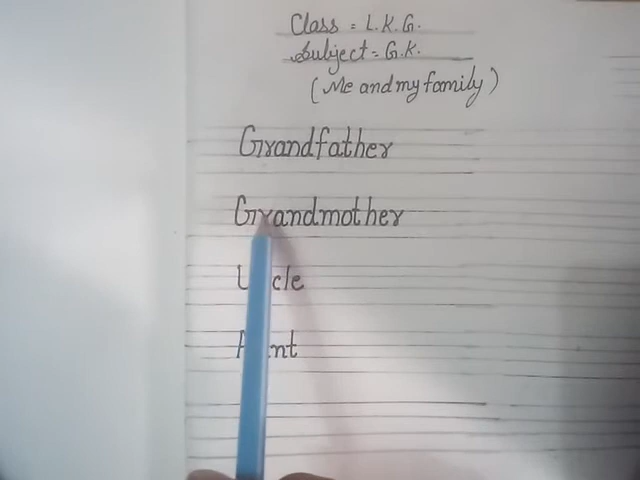 Class = L.K.G.
Subject = G.K.
(Me and my family)
Grandfather
Grandmother